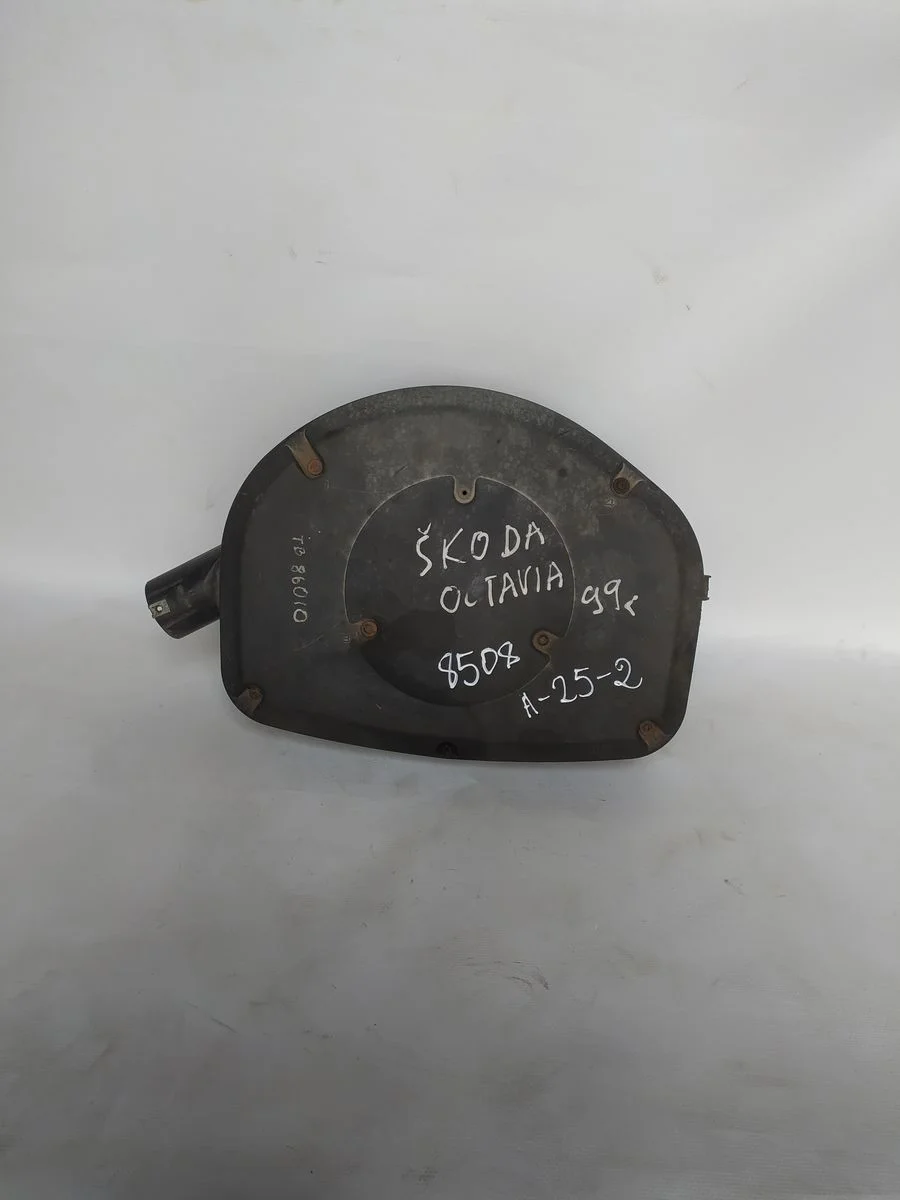 ŠKODA
OCTAVIA
99г
8508
A-25-2
TD 86010